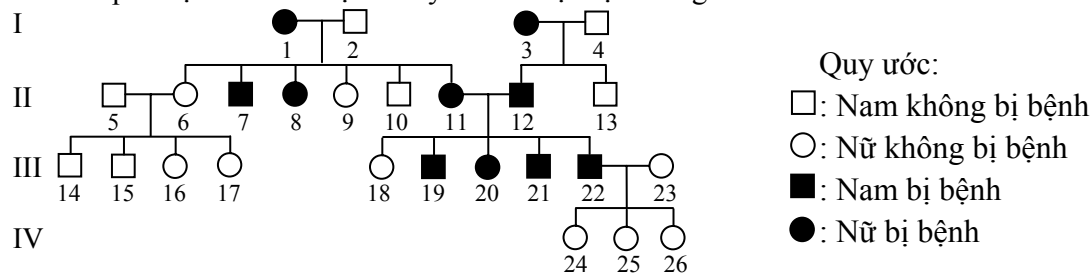 I
1 2 3 4
Quy ước:
II
5 6 7 8 9 10 11 12 13
: Nam không bị bệnh
: Nữ không bị bệnh
III
14 15 16 17 18 19 20 21 22 23
: Nam bị bệnh
IV
: Nữ bị bệnh
24 25 26